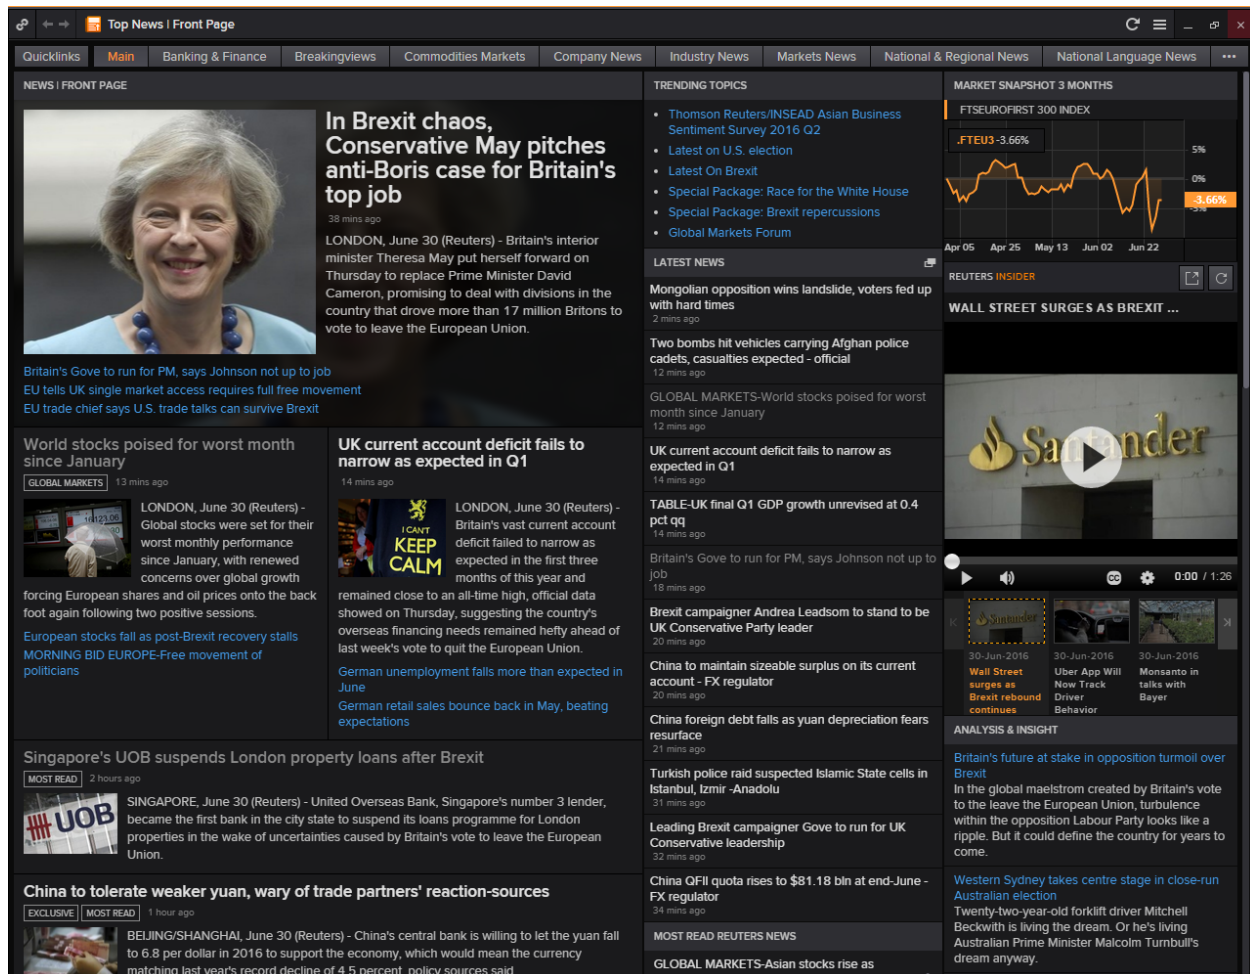 Top News | Front Page
Quicklinks
Main
Banking & Finance
Breakingviews
Commodities Markets
Company News
Industry News
Markets News
National & Regional News
National Language News
NEWS | FRONT PAGE
In Brexit chaos,
Conservative May pitches
anti-Boris case for Britain's
top job
38 mins ago
LONDON, June 30 (Reuters) - Britain's interior
minister Theresa May put herself forward on
Thursday to replace Prime Minister David
Cameron, promising to deal with divisions in the
country that drove more than 17 million Britons to
vote to leave the European Union.
Britain's Gove to run for PM, says Johnson not up to job
EU tells UK single market access requires full free movement
EU trade chief says U.S. trade talks can survive Brexit
World stocks poised for worst month
since January
GLOBAL MARKETS 13 mins ago
16123.06
LONDON, June 30 (Reuters) -
Global stocks were set for their
worst monthly performance
since January, with renewed
concerns over global growth
forcing European shares and oil prices onto the back
foot again following two positive sessions.
European stocks fall as post-Brexit recovery stalls
MORNING BID EUROPE-Free movement of
politicians
UK current account deficit fails to
narrow as expected in Q1
14 mins ago
I CAN'T
KEEP
CALM
LONDON, June 30 (Reuters) -
Britain's vast current account
deficit failed to narrow as
expected in the first three
months of this year and
remained close to an all-time high, official data
showed on Thursday, suggesting the country's
overseas financing needs remained hefty ahead of
last week's vote to quit the European Union.
German unemployment falls more than expected in
June
German retail sales bounce back in May, beating
expectations
Singapore's UOB suspends London property loans after Brexit
MOST READ 2 hours ago
UOB
SINGAPORE, June 30 (Reuters) - United Overseas Bank, Singapore's number 3 lender,
became the first bank in the city state to suspend its loans programme for London
properties in the wake of uncertainties caused by Britain's vote to leave the European
Union.
China to tolerate weaker yuan, wary of trade partners' reaction-sources
EXCLUSIVE MOST READ 1 hour ago
BEIJING/SHANGHAI, June 30 (Reuters) - China's central bank is willing to let the yuan fall
to 6.8 per dollar in 2016 to support the economy, which would mean the currency
matching last year's record decline of 4.5 percent, policy sources said
TRENDING TOPICS
Thomson Reuters/INSEAD Asian Business
Sentiment Survey 2016 Q2
Latest on U.S. election
Latest On Brexit
Special Package: Race for the White House
Special Package: Brexit repercussions
Global Markets Forum
LATEST NEWS
Mongolian opposition wins landslide, voters fed up
with hard times
2 mins ago
Two bombs hit vehicles carrying Afghan police
cadets, casualties expected - official
12 mins ago
GLOBAL MARKETS-World stocks poised for worst
month since January
12 mins ago
UK current account deficit fails to narrow as
expected in Q1
14 mins ago
TABLE-UK final Q1 GDP growth unrevised at 0.4
pct qq
14 mins ago
Britain's Gove to run for PM, says Johnson not up to
job
18 mins ago
Brexit campaigner Andrea Leadsom to stand to be
UK Conservative Party leader
20 mins ago
China to maintain sizeable surplus on its current
account - FX regulator
20 mins ago
China foreign debt falls as yuan depreciation fears
resurface
21 mins ago
Turkish police raid suspected Islamic State cells in
Istanbul, Izmir -Anadolu
31 mins ago
Leading Brexit campaigner Gove to run for UK
Conservative leadership
32 mins ago
China QFII quota rises to $81.18 bln at end-June -
FX regulator
34 mins ago
MOST READ REUTERS NEWS
GLOBAL MARKETS-Asian stocks rise as
MARKET SNAPSHOT 3 MONTHS
FTSEUROFIRST 300 INDEX
.FTEU3 -3.66%
5%
0%
-3.66%
-5%
Apr 05 Apr 25 May 13 Jun 02 Jun 22
REUTERS INSIDER
WALL STREET SURGES AS BREXIT ...
Santander
CC
0:00 / 1:26
Santander
30-Jun-2016
Wall Street
surges as
Brexit rebound
continues
30-Jun-2016
Uber App Will
Now Track
Driver
Behavior
30-Jun-2016
Monsanto in
talks with
Bayer
ANALYSIS & INSIGHT
Britain's future at stake in opposition turmoil over
Brexit
In the global maelstrom created by Britain's vote
to the leave the European Union, turbulence
within the opposition Labour Party looks like a
ripple. But it could define the country for years to
come.
Western Sydney takes centre stage in close-run
Australian election
Twenty-two-year-old forklift driver Mitchell
Beckwith is living the dream. Or he's living
Australian Prime Minister Malcolm Turnbull's
dream anyway.